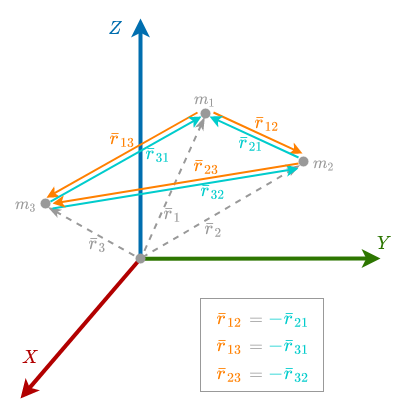 Z
m₁
r̄₁₂
r̄₁₃
r̄₃₁
r̄₂₁
r̄₂₃
m₂
r̄₃₂
m₃
r̄₁
r̄₂
r̄₃
Y
X
r̄₁₂ = −r̄₂₁
r̄₁₃ = −r̄₃₁
r̄₂₃ = −r̄₃₂